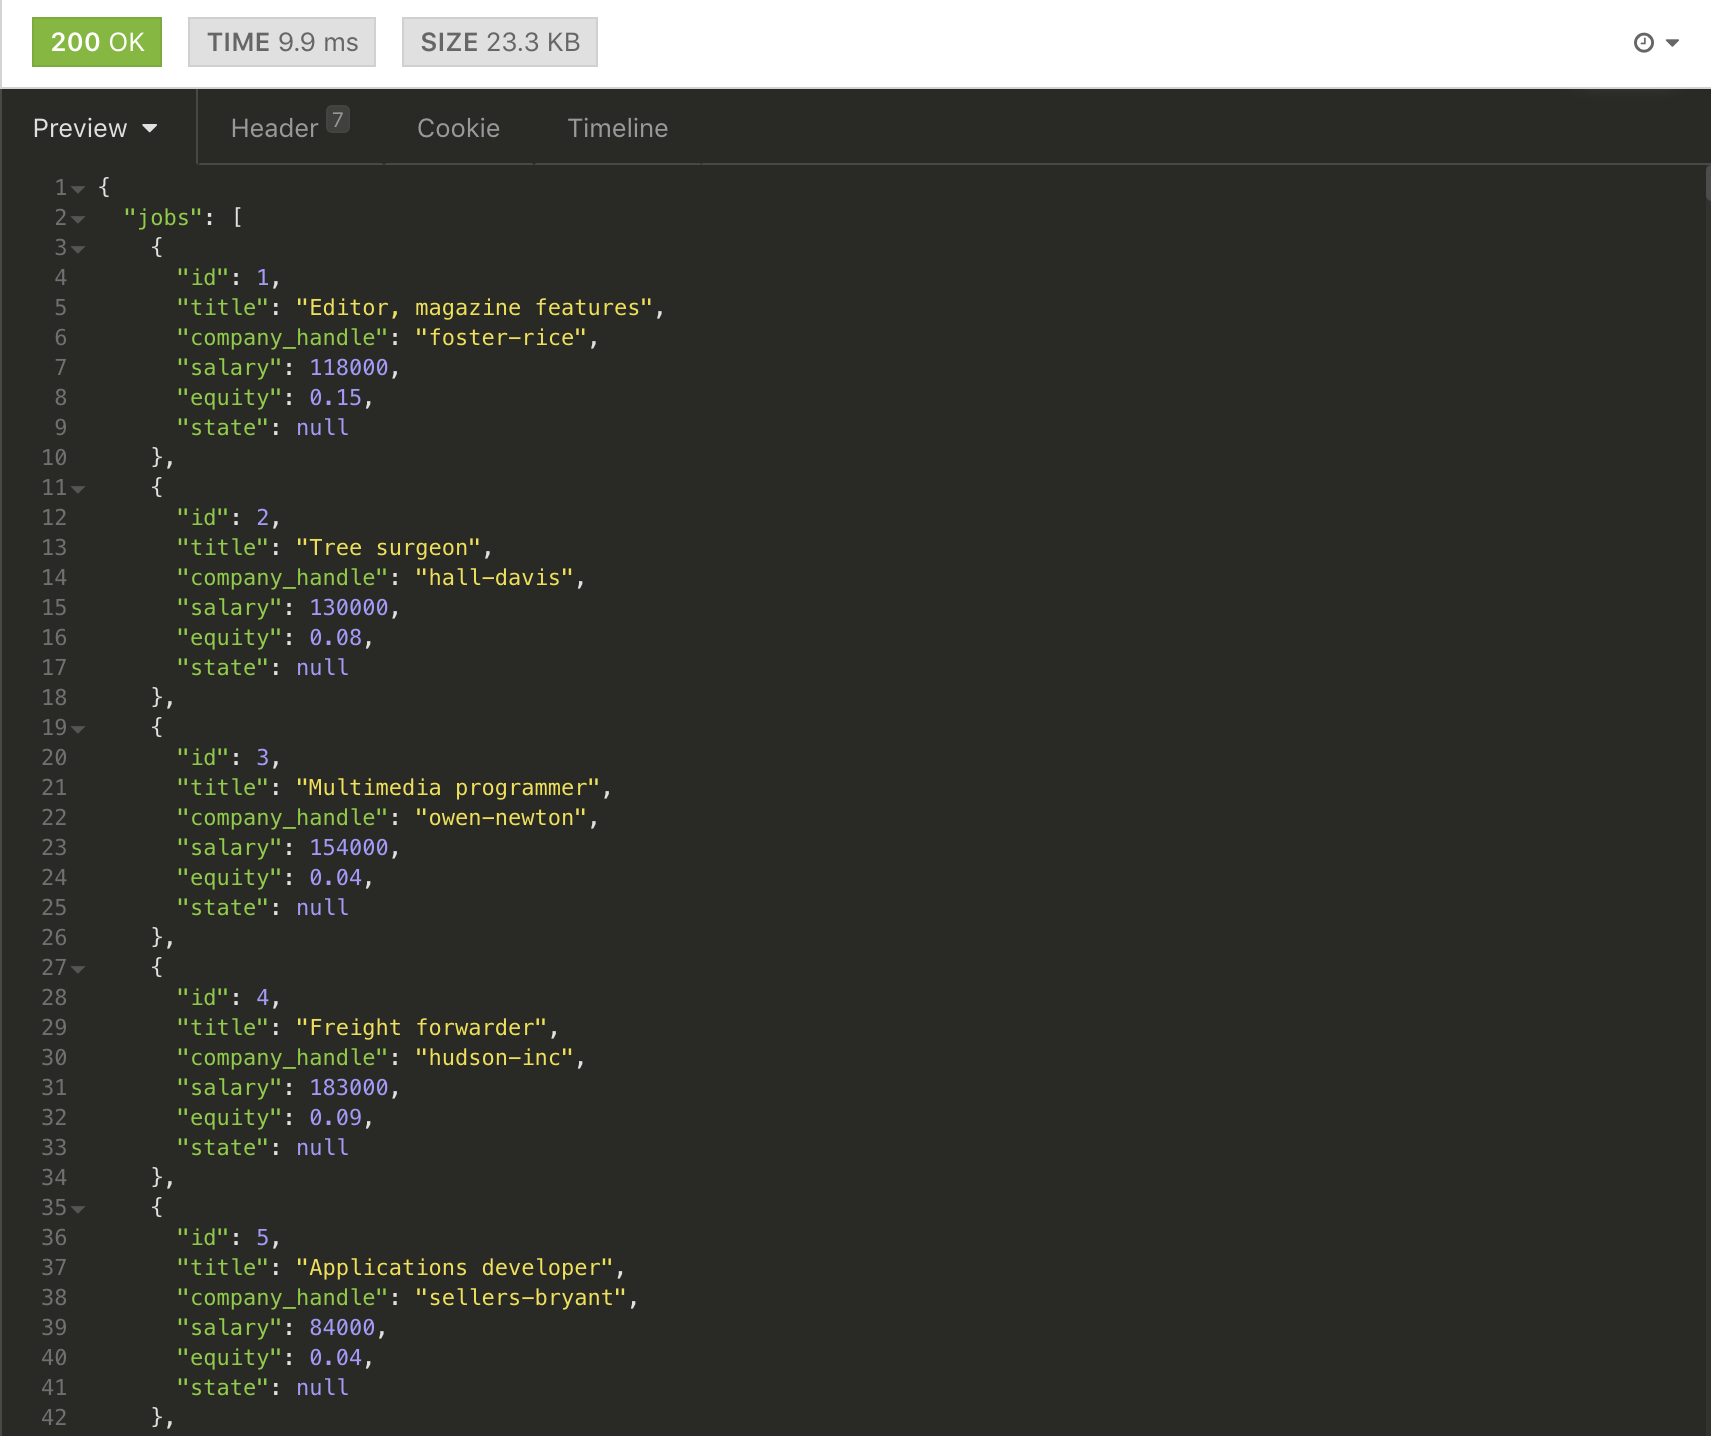 200 OK TIME 9.9 ms SIZE 23.3 KB
Preview Header 7 Cookie Timeline
1 {
2 "jobs": [
3 {
4 "id": 1,
5 "title": "Editor, magazine features",
6 "company_handle": "foster-rice",
7 "salary": 118000,
8 "equity": 0.15,
9 "state": null
10 },
11 {
12 "id": 2,
13 "title": "Tree surgeon",
14 "company_handle": "hall-davis",
15 "salary": 130000,
16 "equity": 0.08,
17 "state": null
18 },
19 {
20 "id": 3,
21 "title": "Multimedia programmer",
22 "company_handle": "owen-newton",
23 "salary": 154000,
24 "equity": 0.04,
25 "state": null
26 },
27 {
28 "id": 4,
29 "title": "Freight forwarder",
30 "company_handle": "hudson-inc",
31 "salary": 183000,
32 "equity": 0.09,
33 "state": null
34 },
35 {
36 "id": 5,
37 "title": "Applications developer",
38 "company_handle": "sellers-bryant",
39 "salary": 84000,
40 "equity": 0.04,
41 "state": null
42 },